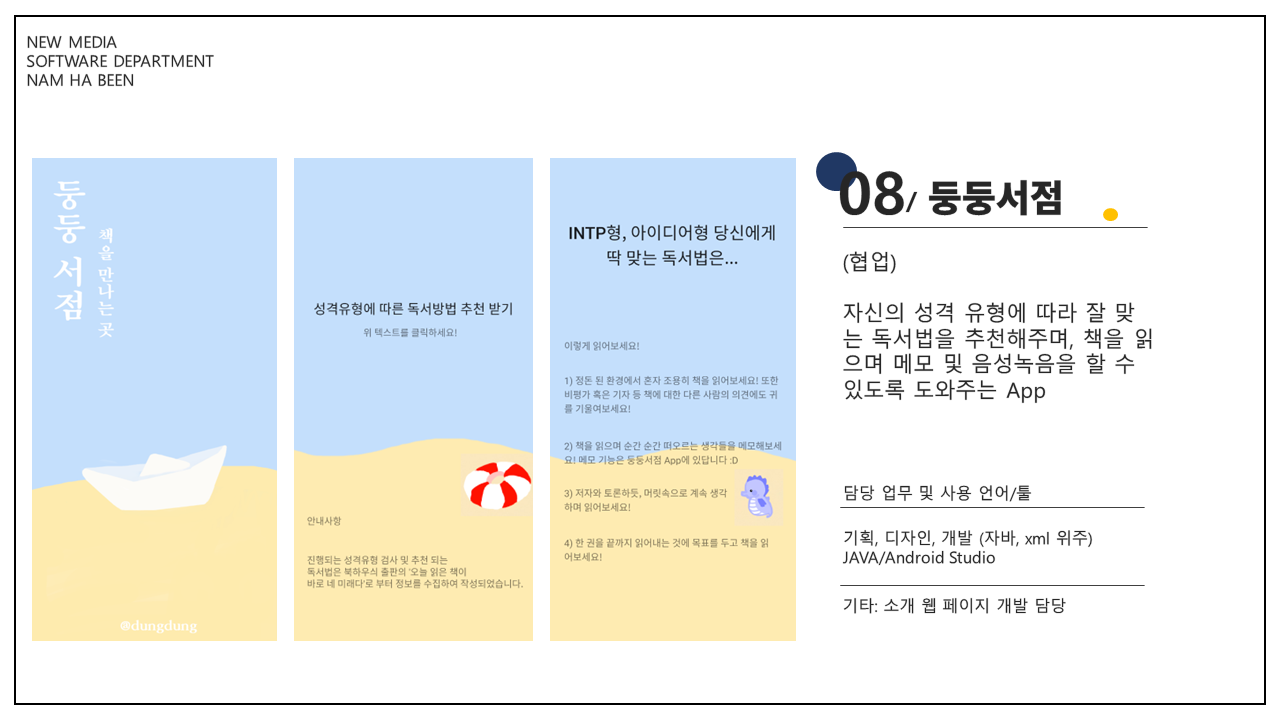 NEW MEDIA
SOFTWARE DEPARTMENT
NAM HA BEEN
둥둥 서점
책을 만나는 곳
@dungdung
성격유형에 따른 독서방법 추천 받기
위 텍스트를 클릭하세요!
안내사항
진행되는 성격유형 검사 및 추천 되는
독서법은 북하우싀 출판의 '오늘 읽은 책이
바로 네 미래다'로 부터 정보를 수집하여 작성되었습니다.
INTP형, 아이디어형 당신에게
딱 맞는 독서법은...
이렇게 읽어보세요!
1) 정돈 된 환경에서 혼자 조용히 책을 읽어보세요! 또한
비평가 혹은 기자 등 책에 대한 다른 사람의 의견에도 귀
를 기울여보세요!
2) 책을 읽으며 순간 순간 떠오르는 생각들을 메모해보세
요! 메모 기능은 둥둥서점 App에 있답니다 :D
3) 저자와 토론하듯, 머릿속으로 계속 생각
하며 읽어보세요!
4) 한 권을 끝까지 읽어내는 것에 목표를 두고 책을 읽
어보세요!
08/ 둥둥서점
(협업)
자신의 성격 유형에 따라 잘 맞
는 독서법을 추천해주며, 책을 읽
으며 메모 및 음성녹음을 할 수
있도록 도와주는 App
담당 업무 및 사용 언어/툴
기획, 디자인, 개발 (자바, xml 위주)
JAVA/Android Studio
기타: 소개 웹 페이지 개발 담당